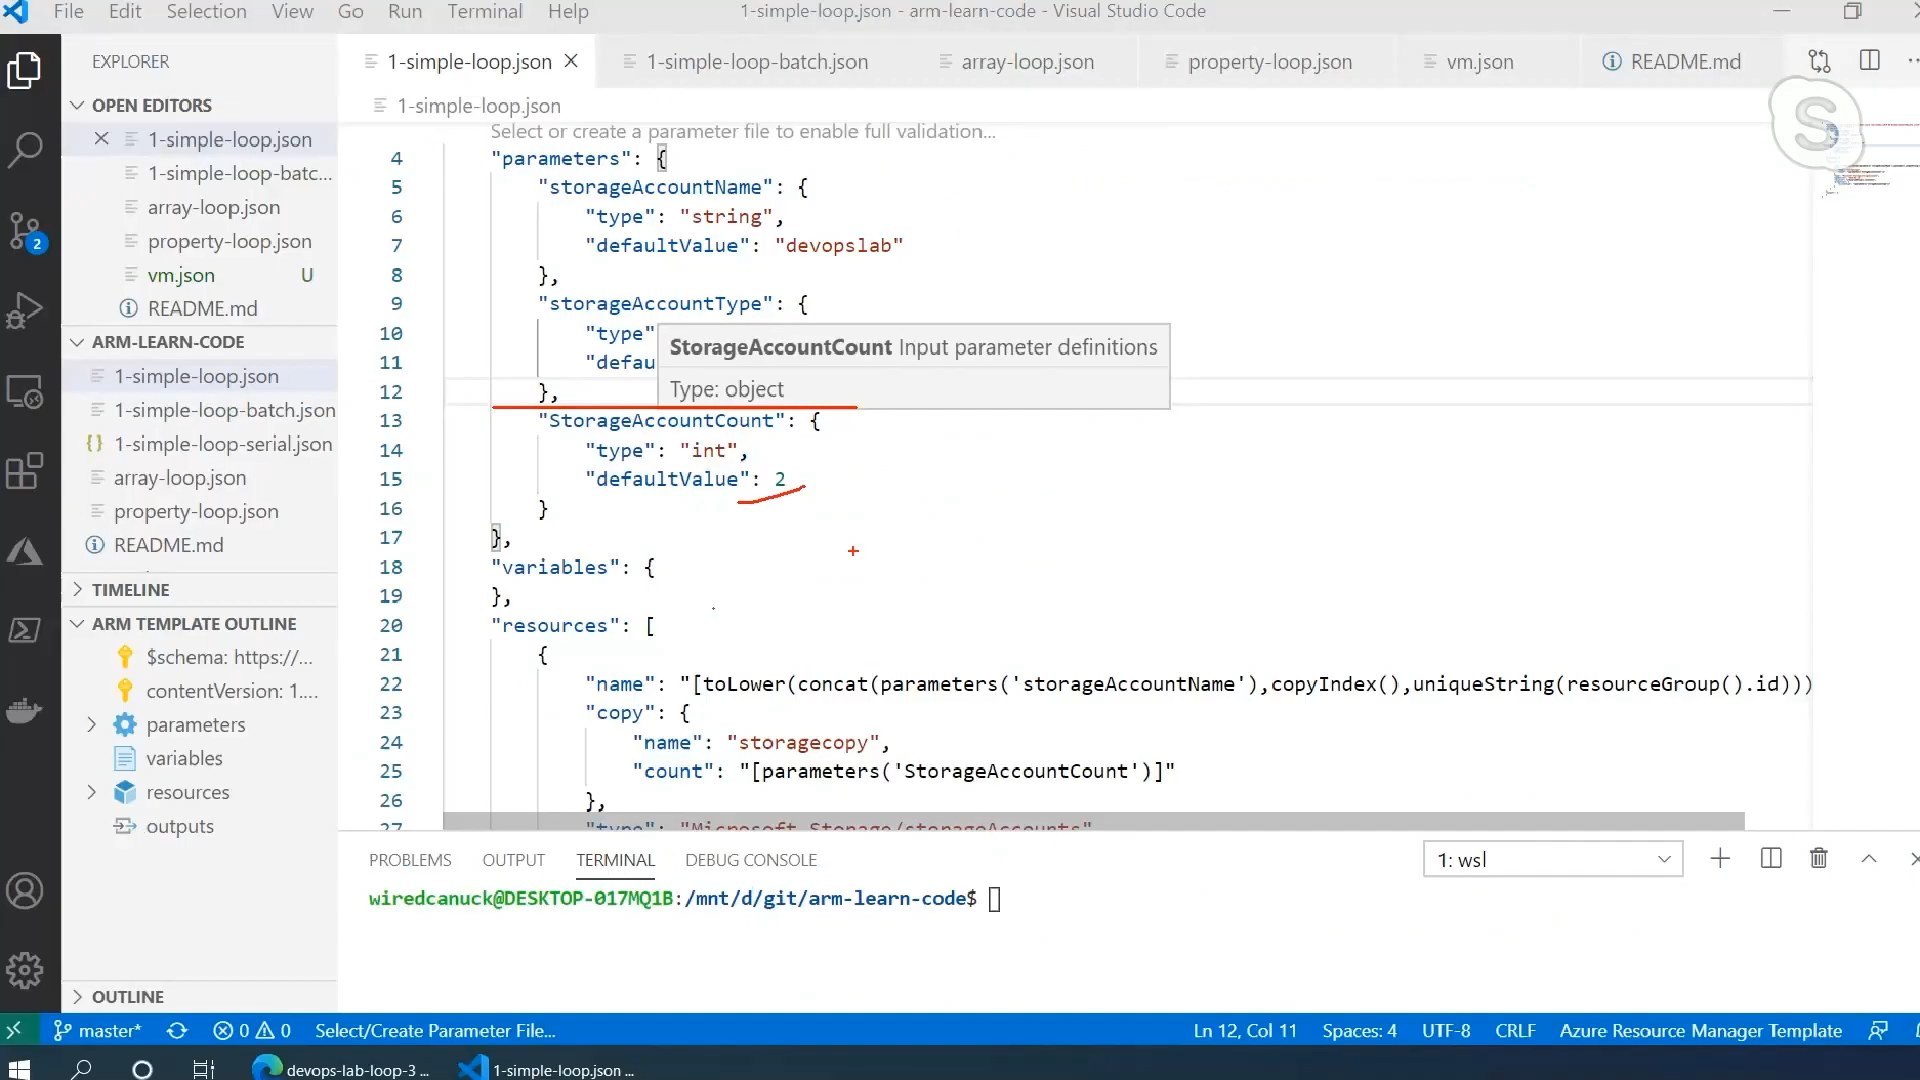 File Edit Selection View Go Run Terminal Help
1-simple-loop.json - arm-learn-code - Visual Studio Code
EXPLORER
OPEN EDITORS
1-simple-loop.json
1-simple-loop-batc...
array-loop.json
property-loop.json
vm.json U
README.md
ARM-LEARN-CODE
1-simple-loop.json
1-simple-loop-batch.json
{} 1-simple-loop-serial.json
array-loop.json
property-loop.json
README.md
TIMELINE
ARM TEMPLATE OUTLINE
$schema: https://...
contentVersion: 1....
parameters
variables
resources
outputs
OUTLINE
2
1-simple-loop.json 1-simple-loop-batch.json array-loop.json property-loop.json vm.json README.md
1-simple-loop.json
Select or create a parameter file to enable full validation...
4 "parameters": {
5 "storageAccountName": {
6 "type": "string",
7 "defaultValue": "devopslab"
8 },
9 "storageAccountType": {
10 "type"
11 "defau
12 },
StorageAccountCount Input parameter definitions
Type: object
13 "StorageAccountCount": {
14 "type": "int",
15 "defaultValue": 2
16 }
17 },
18 "variables": {
19 },
20 "resources": [
21 {
22 "name": "[toLower(concat(parameters('storageAccountName'),copyIndex(),uniqueString(resourceGroup().id)))
23 "copy": {
24 "name": "storagecopy",
25 "count": "[parameters('StorageAccountCount')]"
26 },
27 "type": "Microsoft.Storage/storageAccounts"
PROBLEMS OUTPUT TERMINAL DEBUG CONSOLE
1: wsl
wiredcanuck@DESKTOP-017MQ1B:/mnt/d/git/arm-learn-code$
master* 0 0 Select/Create Parameter File... Ln 12, Col 11 Spaces: 4 UTF-8 CRLF Azure Resource Manager Template
devops-lab-loop-3 ... 1-simple-loop.json ...